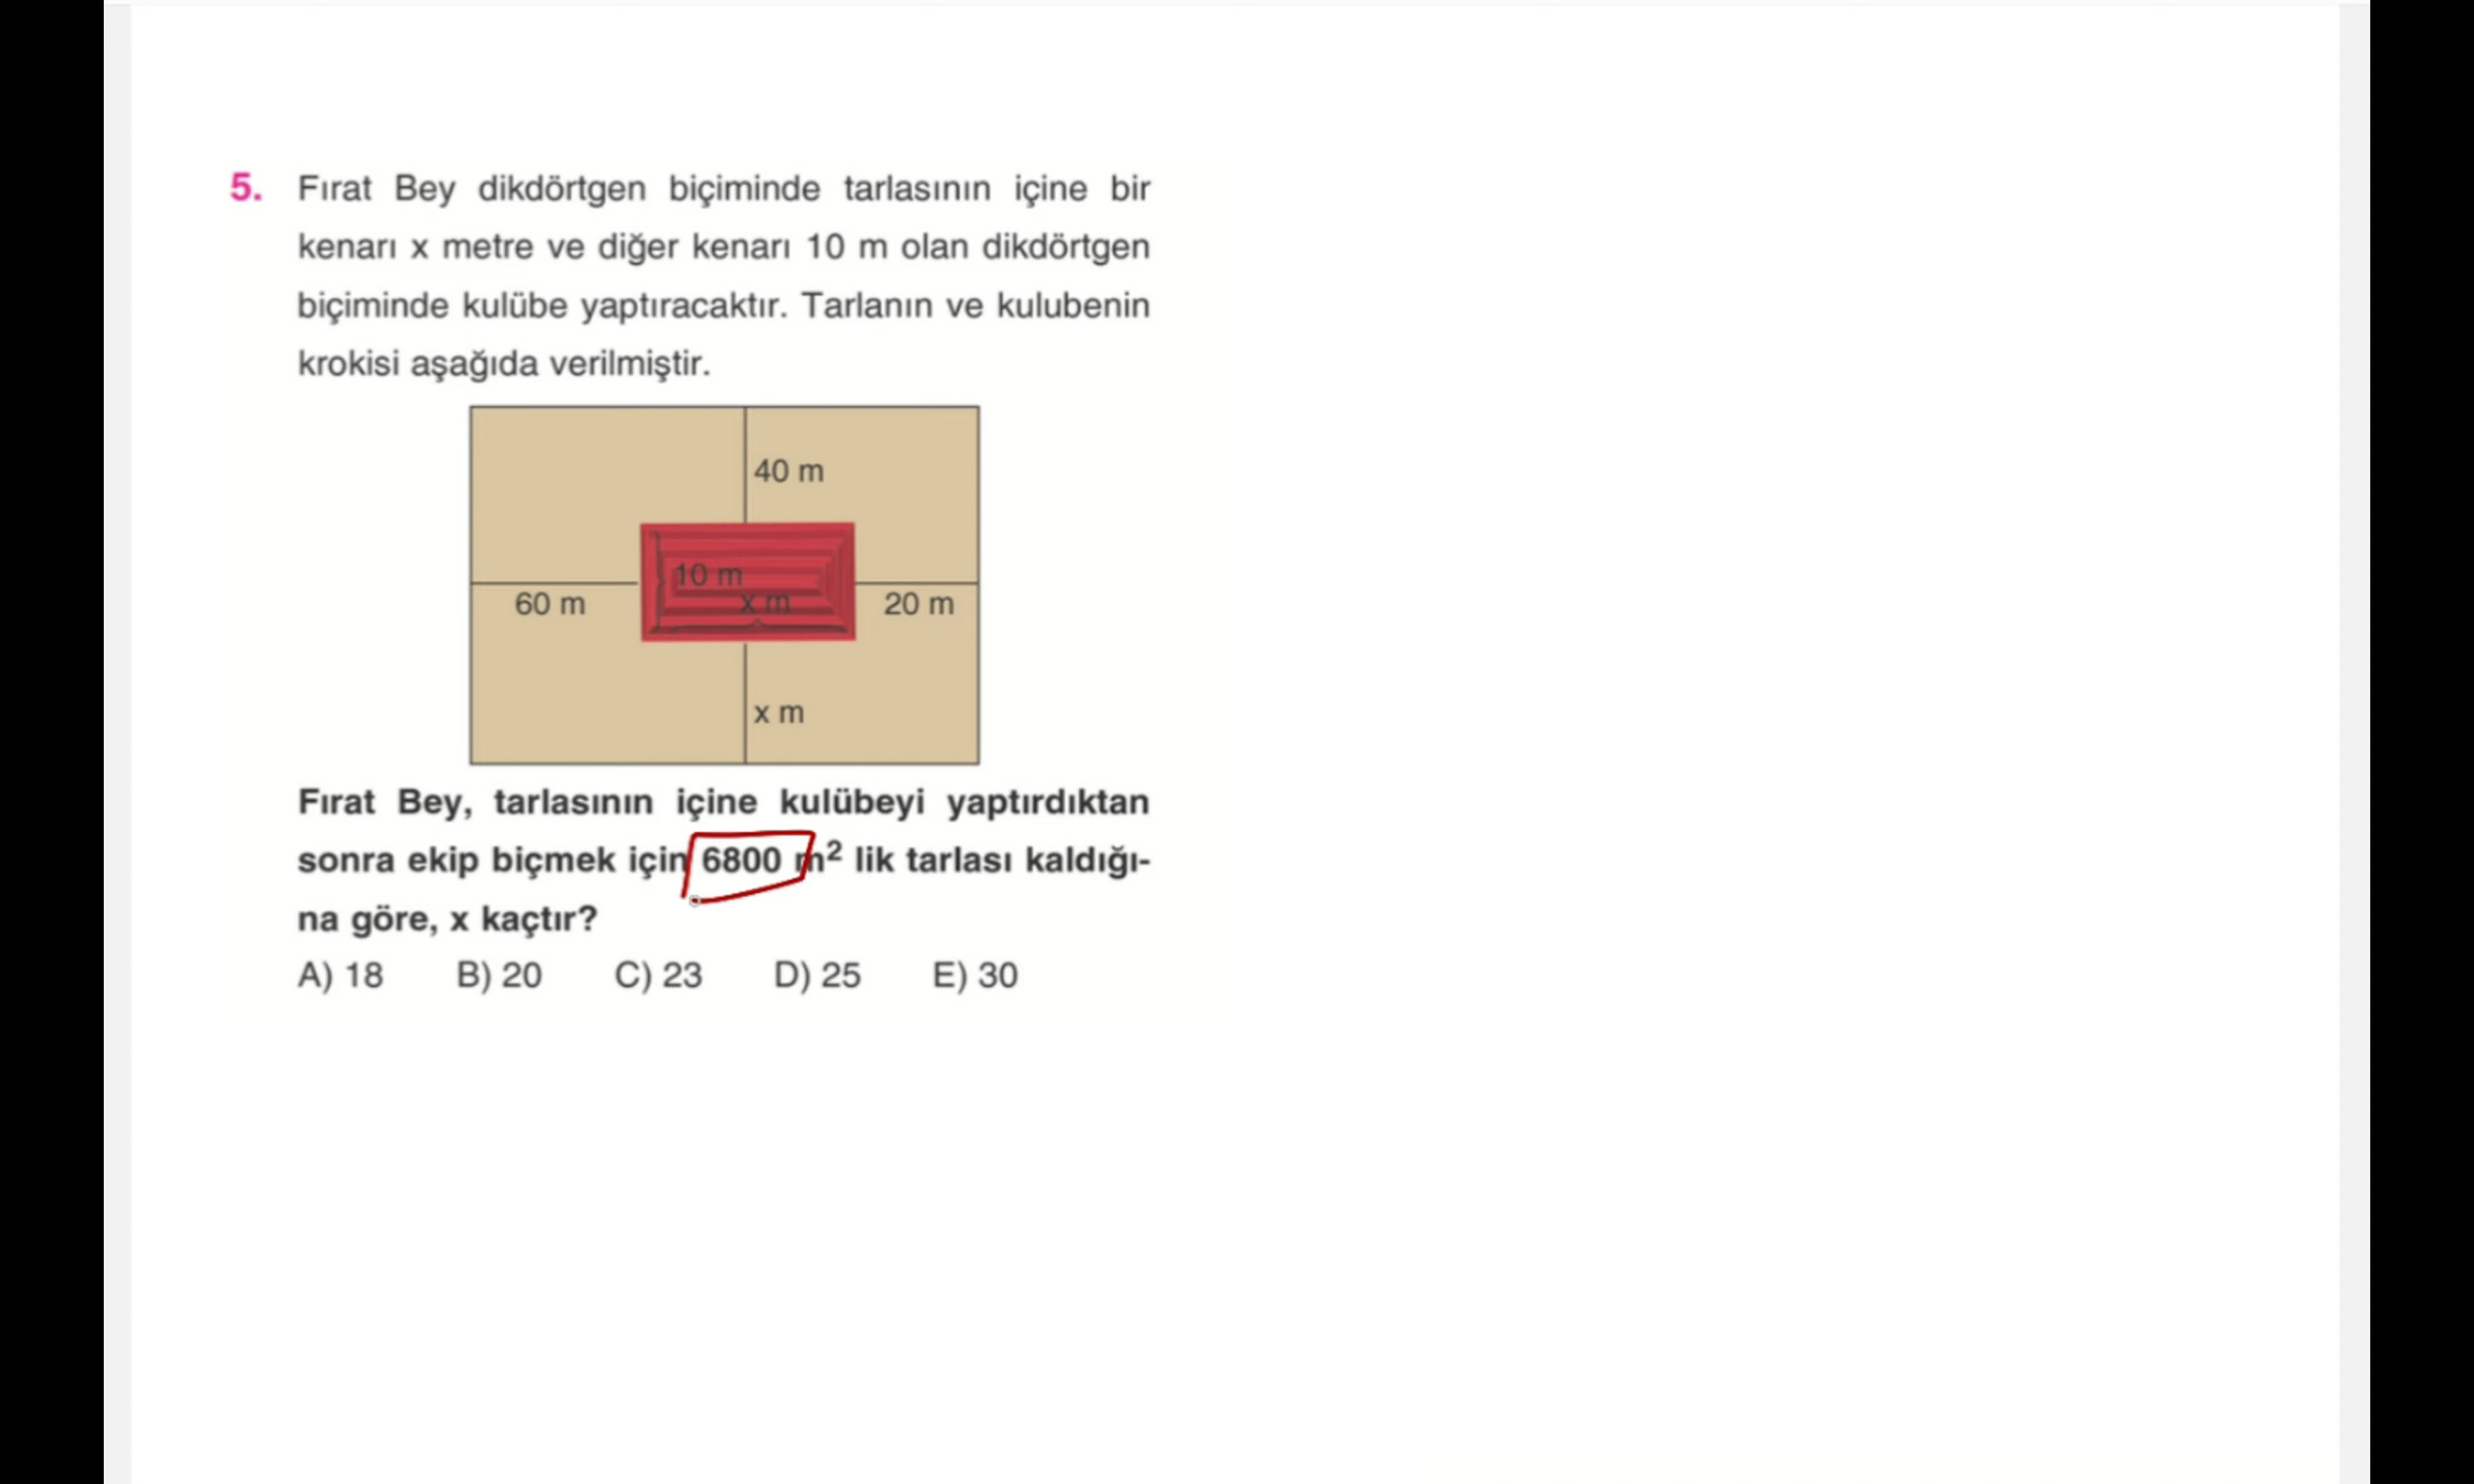 5. Fırat Bey dikdörtgen biçiminde tarlasının içine bir
kenarı x metre ve diğer kenarı 10 m olan dikdörtgen
biçiminde kulübe yaptıracaktır. Tarlanın ve kulubenin
krokisi aşağıda verilmiştir.
40 m
10 m
x m
60 m
20 m
x m
Fırat Bey, tarlasının içine kulübeyi yaptırdıktan
sonra ekip biçmek için 6800 m² lik tarlası kaldığı-
na göre, x kaçtır?
A) 18 B) 20 C) 23 D) 25 E) 30